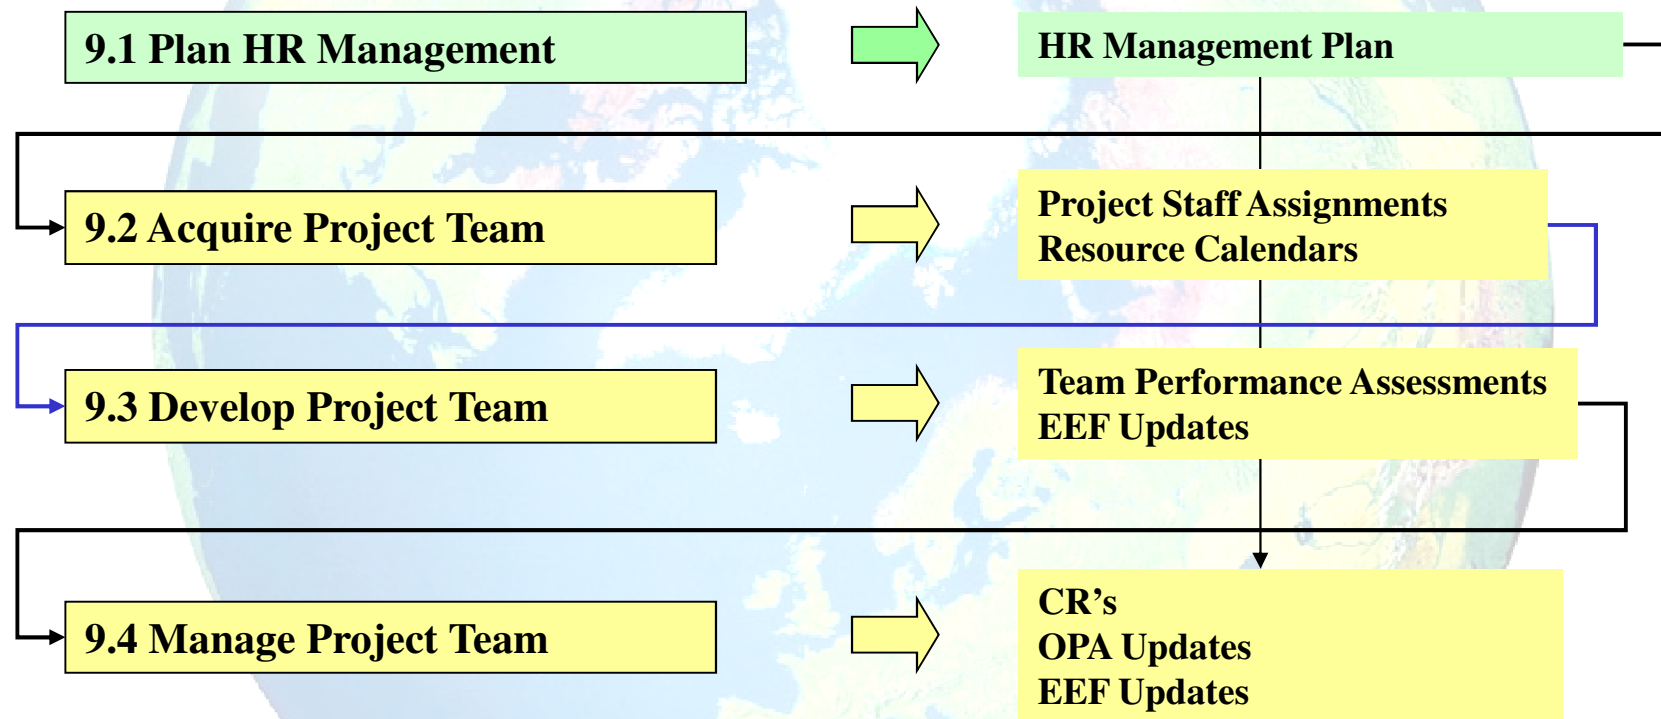 9.1 Plan HR Management
HR Management Plan
9.2 Acquire Project Team
Project Staff Assignments
Resource Calendars
9.3 Develop Project Team
Team Performance Assessments
EEF Updates
9.4 Manage Project Team
CR’s
OPA Updates
EEF Updates